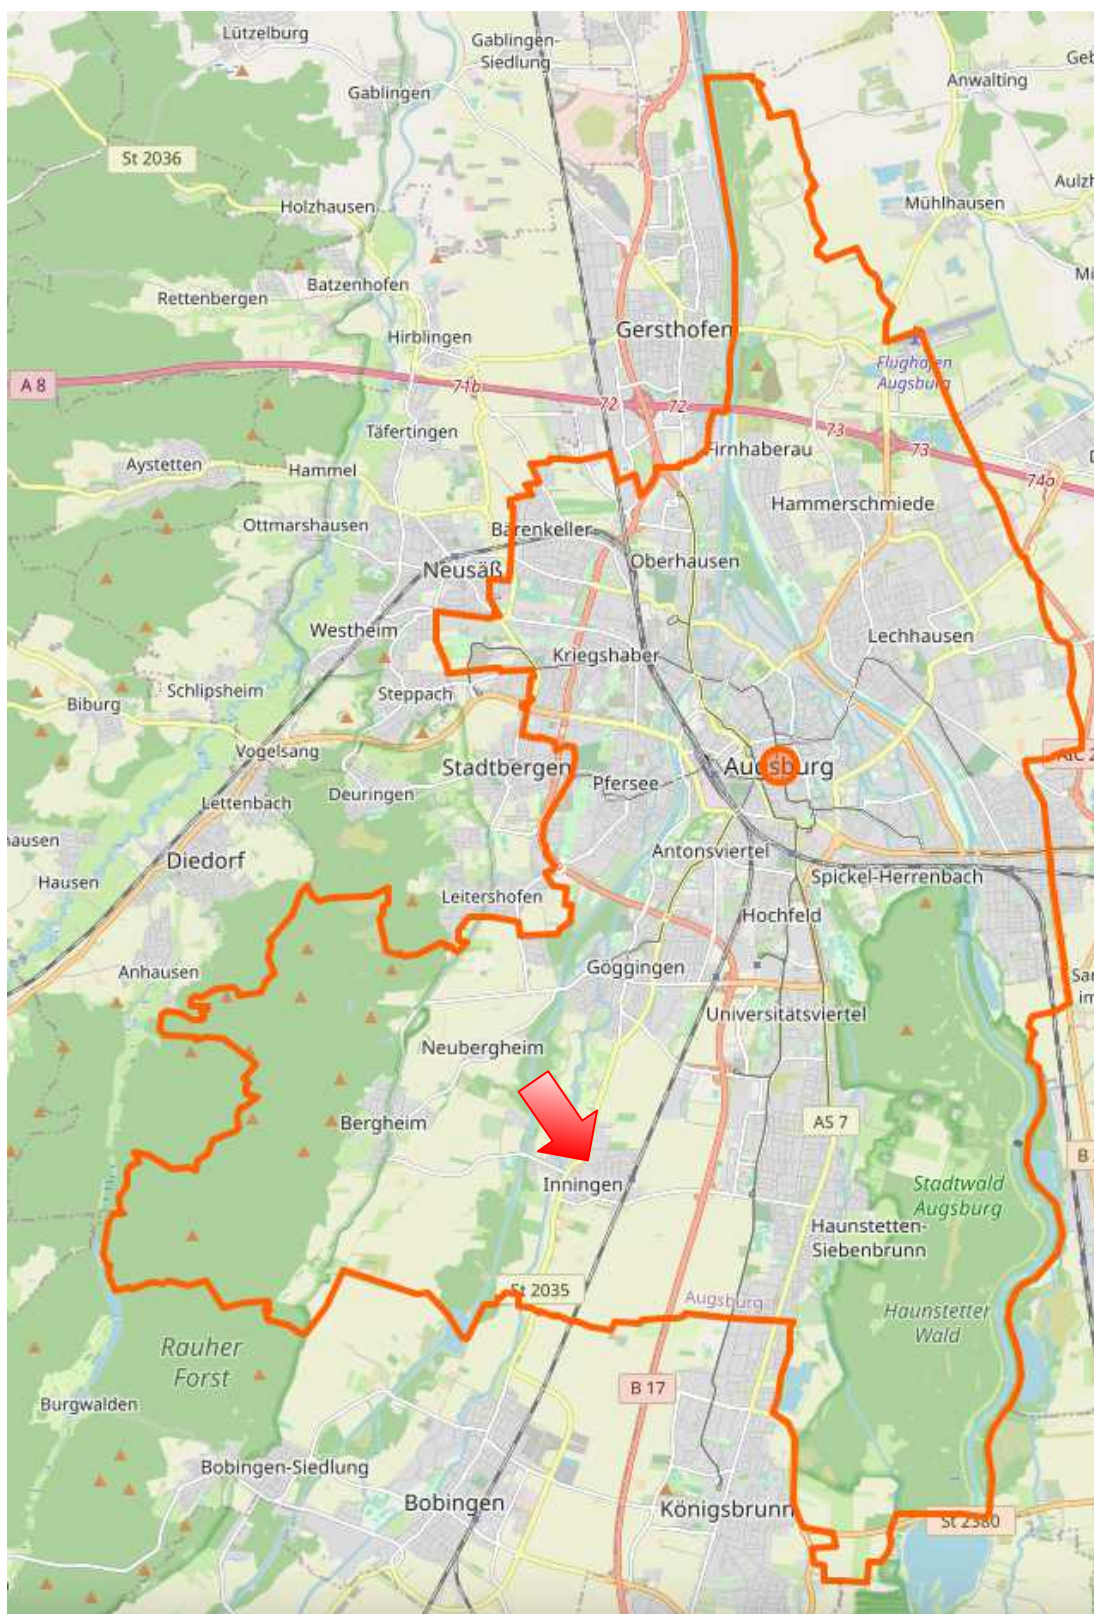 Lützelburg
Gablingen-
Siedlung
Gablingen
Anwalting
St 2036
Mühlhausen
Holzhausen
Batzenhofen
Rettenbergen
Hirblingen
Gersthofen
Flughafen
Augsburg
A 8
71b
72
72
73
73
74a
Täfertingen
Firnhaberau
Aystetten
Hammel
Hammerschmiede
Ottmarshausen
Bärenkeller
Oberhausen
Neusäß
Westheim
Lechhausen
Kriegshaber
Schlipsheim
Steppach
Biburg
Vogelsang
Stadtbergen
Augsburg
Pfersee
Deuringen
Lettenbach
hausen
Diedorf
Antonsviertel
Hausen
Leitershofen
Spickel-Herrenbach
Hochfeld
Göggingen
Anhausen
Universitätsviertel
Neubergheim
Bergheim
AS 7
Inningen
Stadtwald
Augsburg
Haunstetten-
Siebenbrunn
St 2035
Augsburg
Haunstetter
Wald
Rauher
Forst
B 17
Burgwalden
Bobingen-Siedlung
Bobingen
Königsbrunn
St 2380